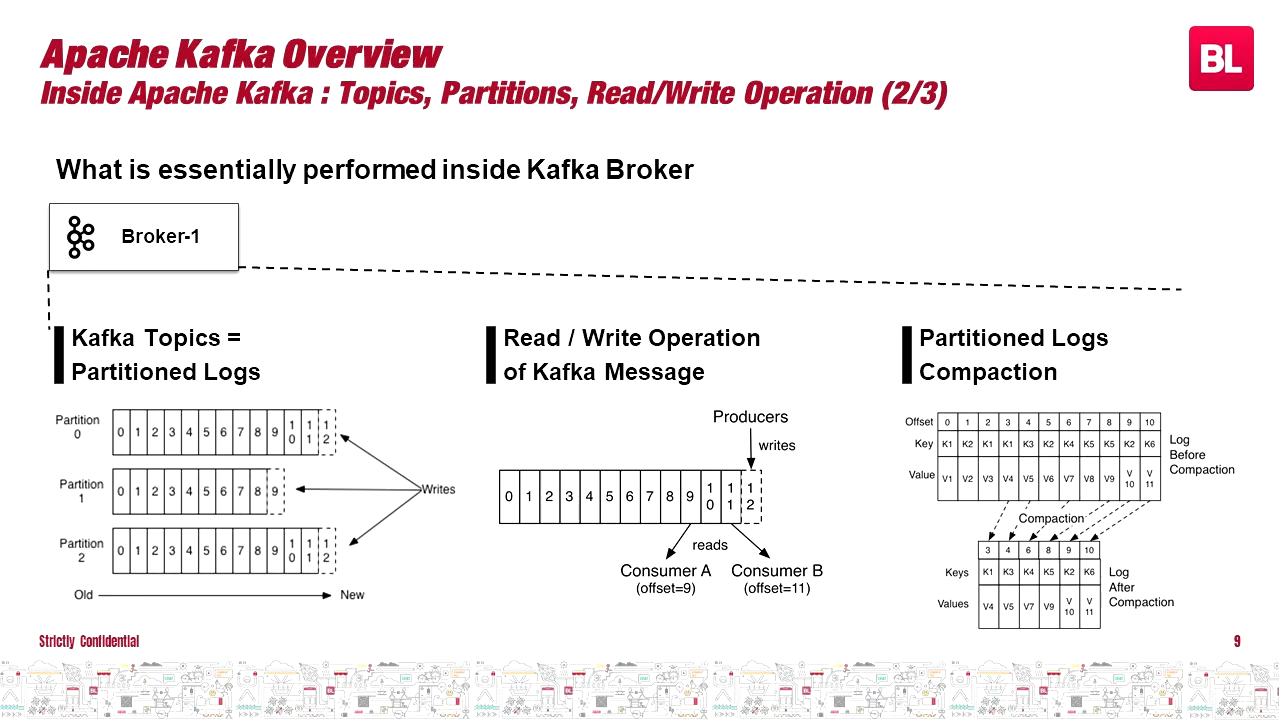 Apache Kafka Overview
BL
Inside Apache Kafka : Topics, Partitions, Read/Write Operation (2/3)
What is essentially performed inside Kafka Broker
Broker-1
Kafka Topics =
Partitioned Logs
Partition
0
0 1 2 3 4 5 6 7 8 9 10 11 12
Partition
1
0 1 2 3 4 5 6 7 8 9
Writes
Partition
2
0 1 2 3 4 5 6 7 8 9 10 11 12
Old
New
Read / Write Operation
of Kafka Message
Producers
writes
0 1 2 3 4 5 6 7 8 9 10 11 12
reads
Consumer A
(offset=9)
Consumer B
(offset=11)
Partitioned Logs
Compaction
Offset 0 1 2 3 4 5 6 7 8 9 10
Key K1 K2 K1 K1 K3 K2 K4 K5 K5 K2 K6
Value V1 V2 V3 V4 V5 V6 V7 V8 V9 V10 V11
Log
Before
Compaction
Compaction
3 4 6 8 9 10
Keys K1 K3 K4 K5 K2 K6
Values V4 V5 V7 V9 V10 V11
Log
After
Compaction
Strictly Confidential
9
BL
BL
BL
BL